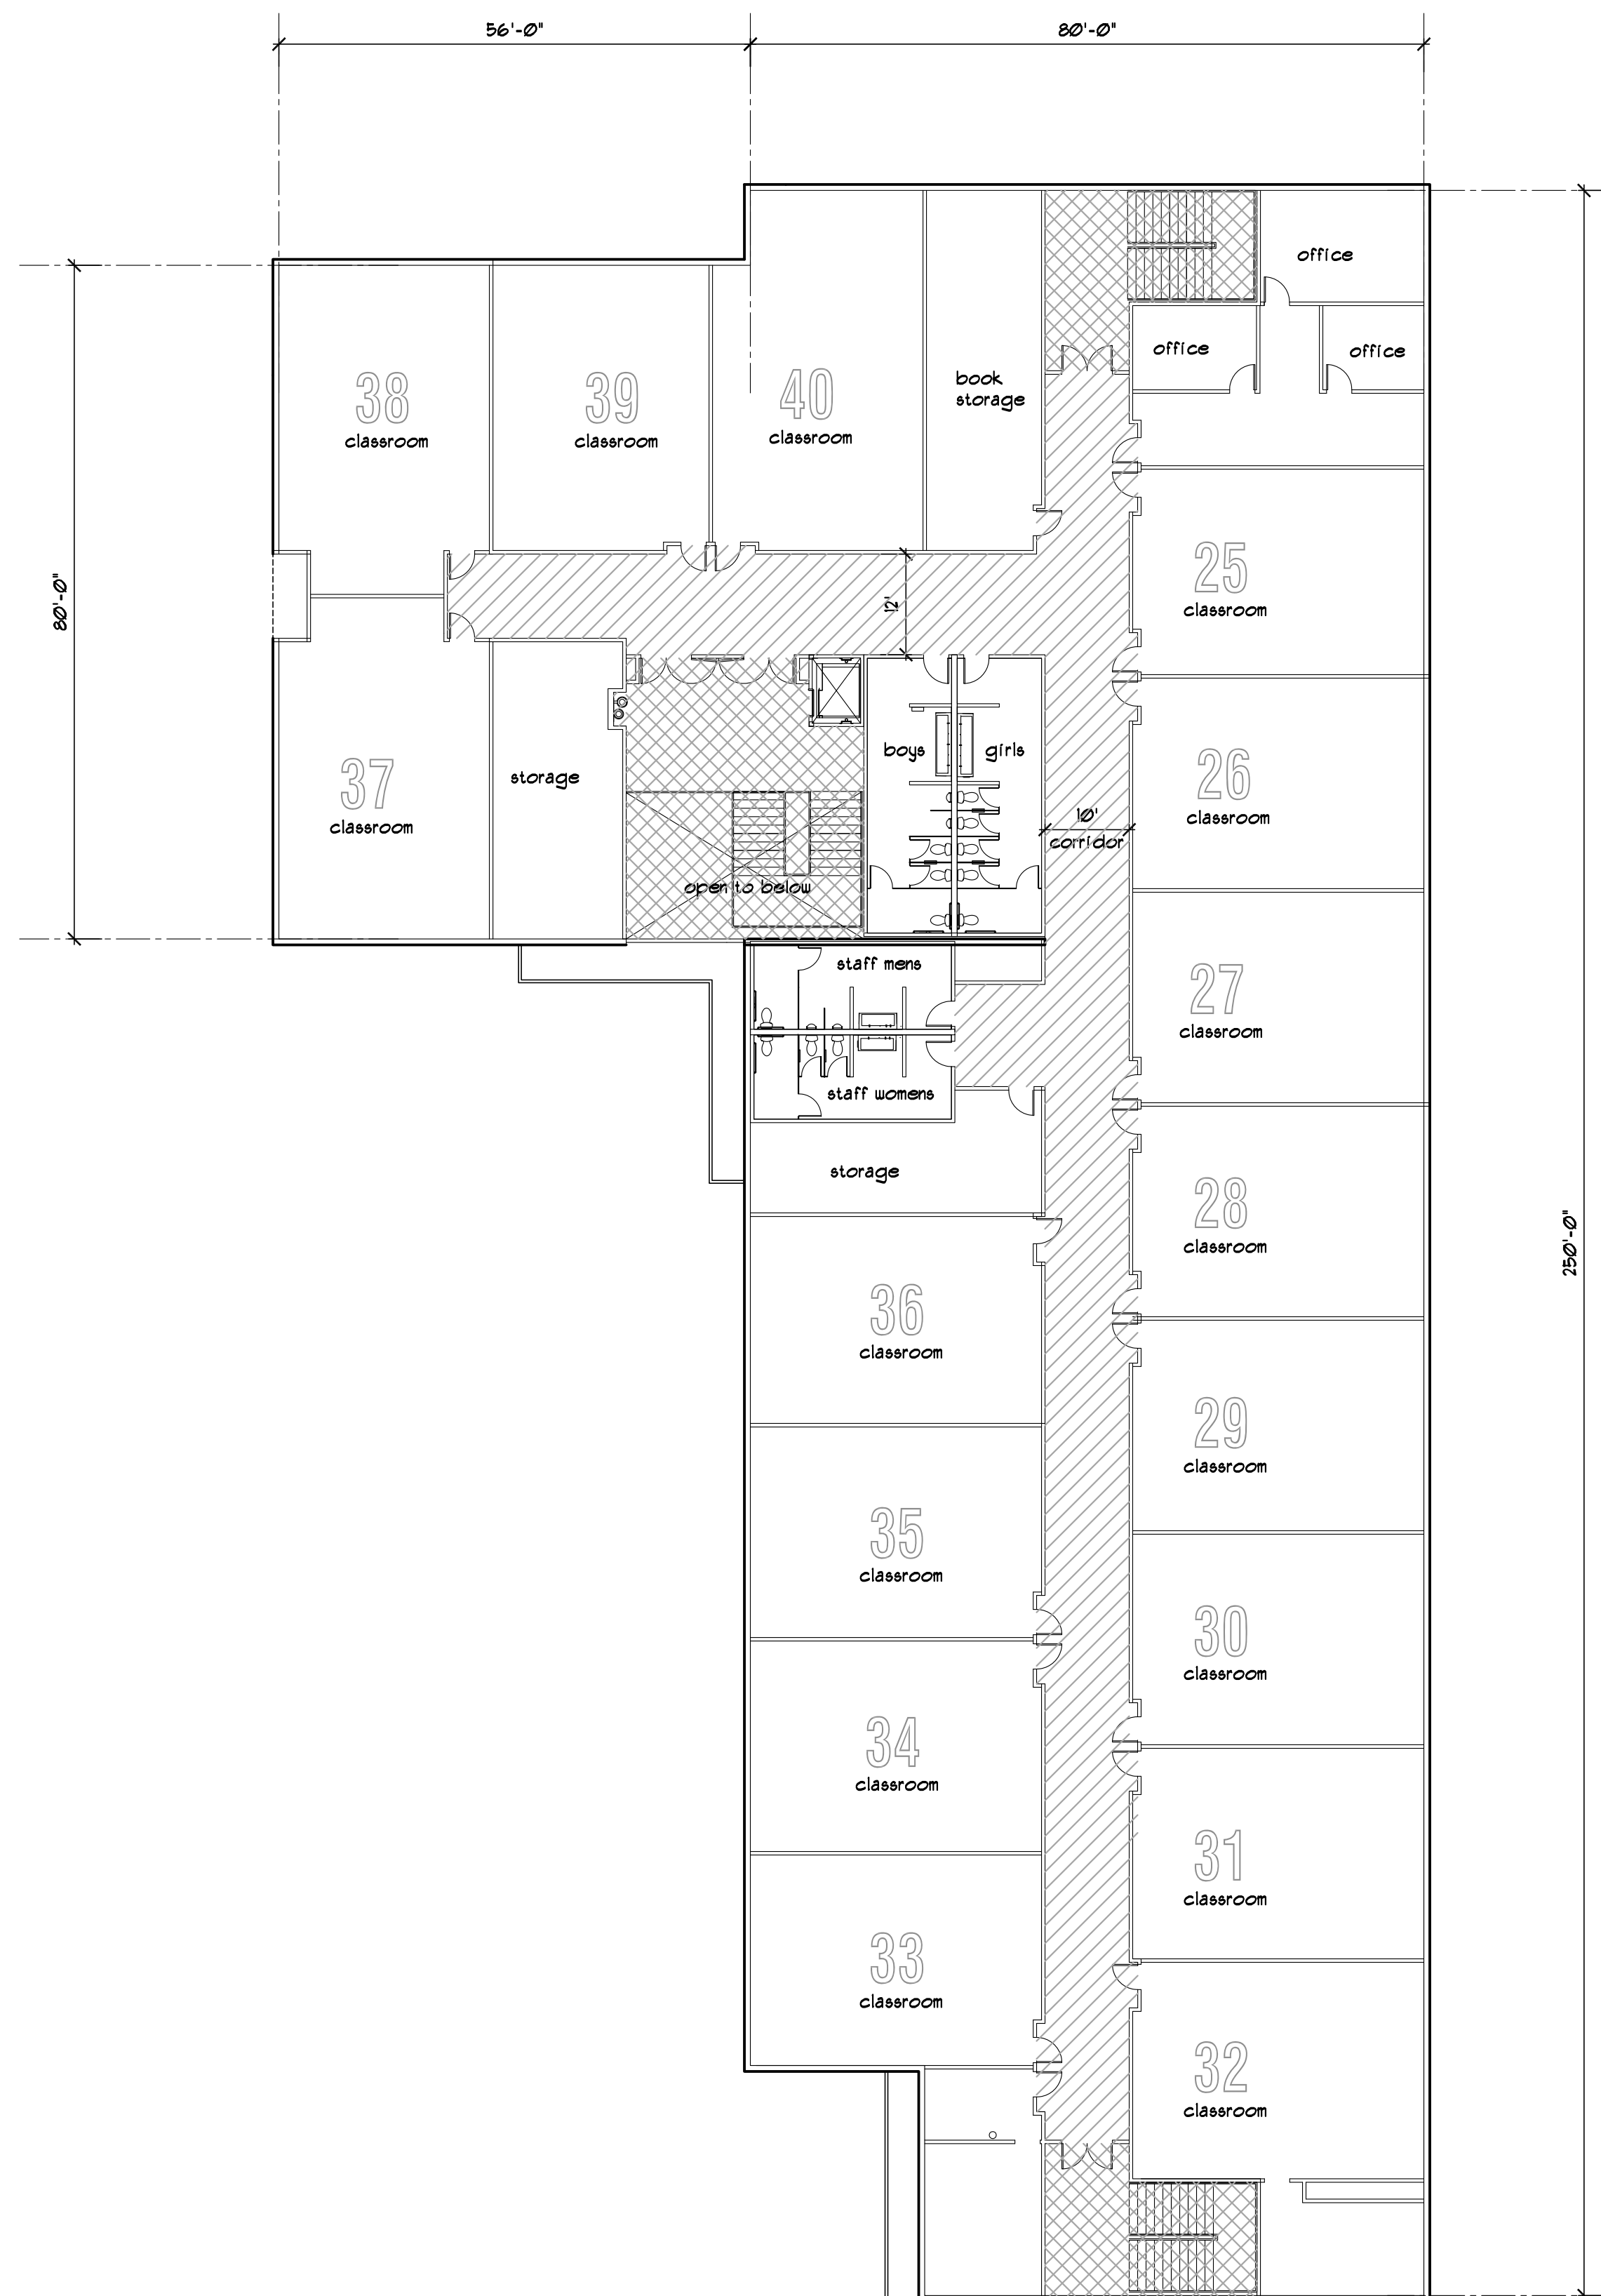 56'-0"
80'-0"
office
office
office
38
classroom
39
classroom
40
classroom
book
storage
25
classroom
80'-0"
12'
boys
girls
37
classroom
storage
26
classroom
10'
corridor
open to below
staff mens
27
classroom
staff womens
storage
28
classroom
250'-0"
36
classroom
29
classroom
35
classroom
30
classroom
34
classroom
31
classroom
33
classroom
32
classroom